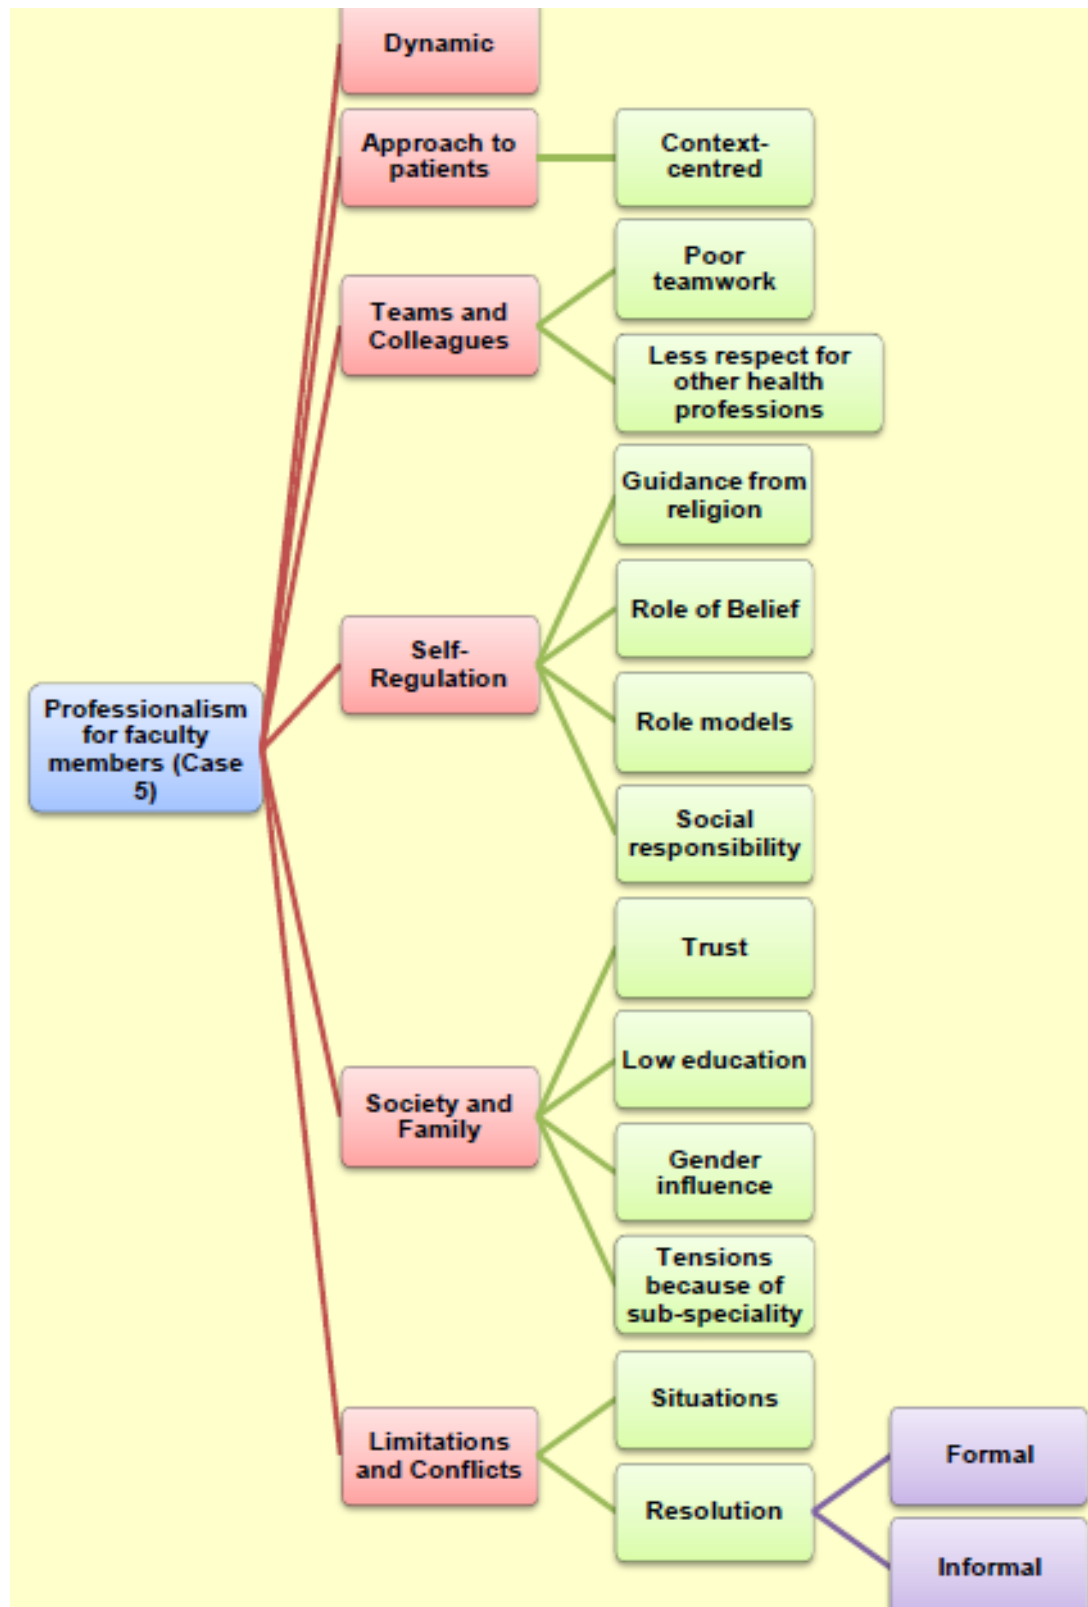 Dynamic
Approach to
patients
Context-
centred
Poor
teamwork
Teams and
Colleagues
Less respect for
other health
professions
Guidance from
religion
Role of Belief
Self-
Regulation
Role models
Social
responsibility
Professionalism
for faculty
members (Case
5)
Trust
Low education
Society and
Family
Gender
influence
Tensions
because of
sub-speciality
Situations
Limitations
and Conflicts
Resolution
Formal
Informal